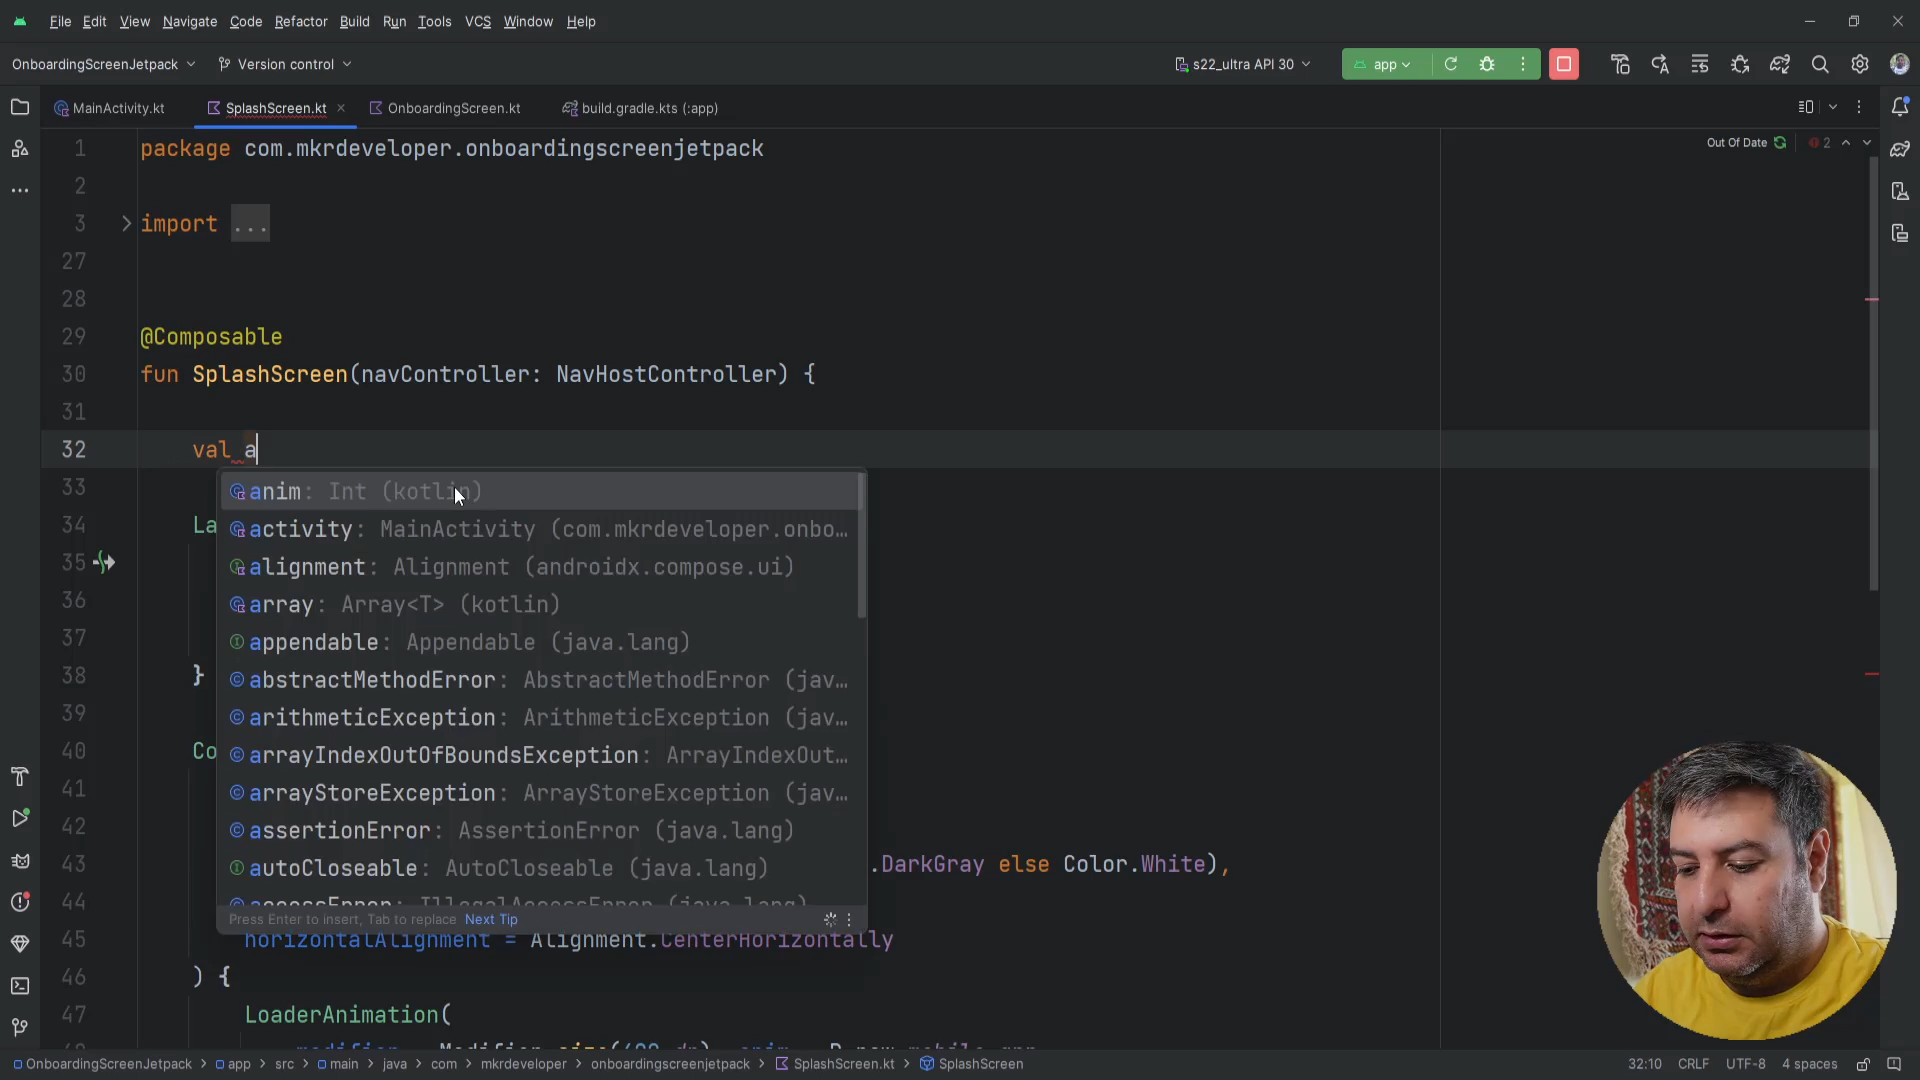 File Edit View Navigate Code Refactor Build Run Tools VCS Window Help
OnboardingScreenJetpack Version control s22_ultra API 30 app
MainActivity.kt SplashScreen.kt OnboardingScreen.kt build.gradle.kts (:app)
Out Of Date 2
1 package com.mkrdeveloper.onboardingscreenjetpack
2
3 import ...
27
28
29 @Composable
30 fun SplashScreen(navController: NavHostController) {
31
32 val a
33
anim: Int (kotlin)
34 La
activity: MainActivity (com.mkrdeveloper.onbo…
35
alignment: Alignment (androidx.compose.ui)
36
array: Array<T> (kotlin)
37
appendable: Appendable (java.lang)
38 }
abstractMethodError: AbstractMethodError (jav…
39
arithmeticException: ArithmeticException (jav…
40 Co
arrayIndexOutOfBoundsException: ArrayIndexOut…
41
arrayStoreException: ArrayStoreException (jav…
42
assertionError: AssertionError (java.lang)
43 .DarkGray else Color.White),
autoCloseable: AutoCloseable (java.lang)
44
accessError: IllegalAccessError (java.lang)
Press Enter to insert, Tab to replace Next Tip
45 horizontalAlignment = Alignment.CenterHorizontally
46 ) {
47 LoaderAnimation(
OnboardingScreenJetpack > app > src > main > java > com > mkrdeveloper > onboardingscreenjetpack > SplashScreen.kt > SplashScreen 32:10 CRLF UTF-8 4 spaces